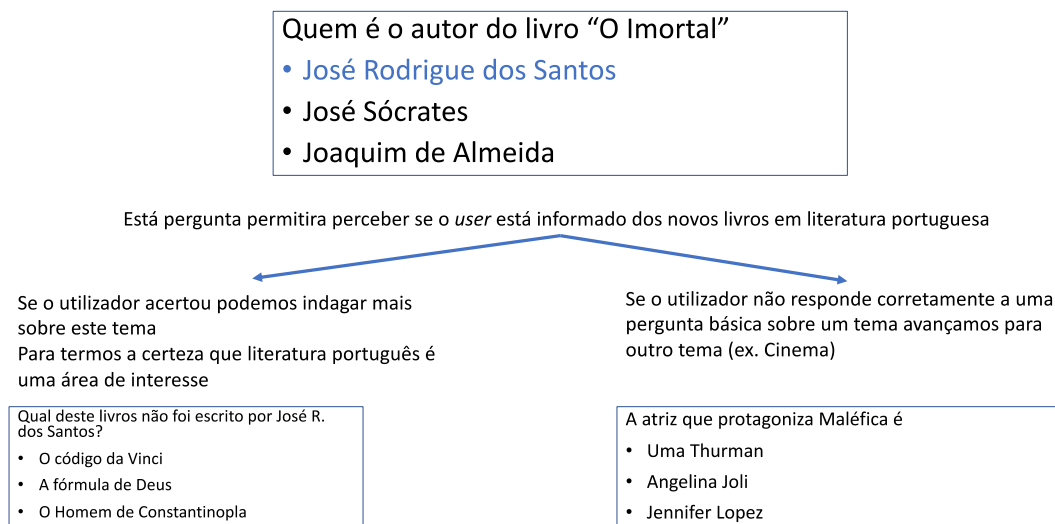 Quem é o autor do livro “O Imortal”
• José Rodrigue dos Santos
• José Sócrates
• Joaquim de Almeida
Está pergunta permitira perceber se o user está informado dos novos livros em literatura portuguesa
Se o utilizador acertou podemos indagar mais
sobre este tema
Para termos a certeza que literatura português é
uma área de interesse
Se o utilizador não responde corretamente a uma
pergunta básica sobre um tema avançamos para
outro tema (ex. Cinema)
Qual deste livros não foi escrito por José R.
dos Santos?
• O código da Vinci
• A fórmula de Deus
• O Homem de Constantinopla
A atriz que protagoniza Maléfica é
• Uma Thurman
• Angelina Joli
• Jennifer Lopez